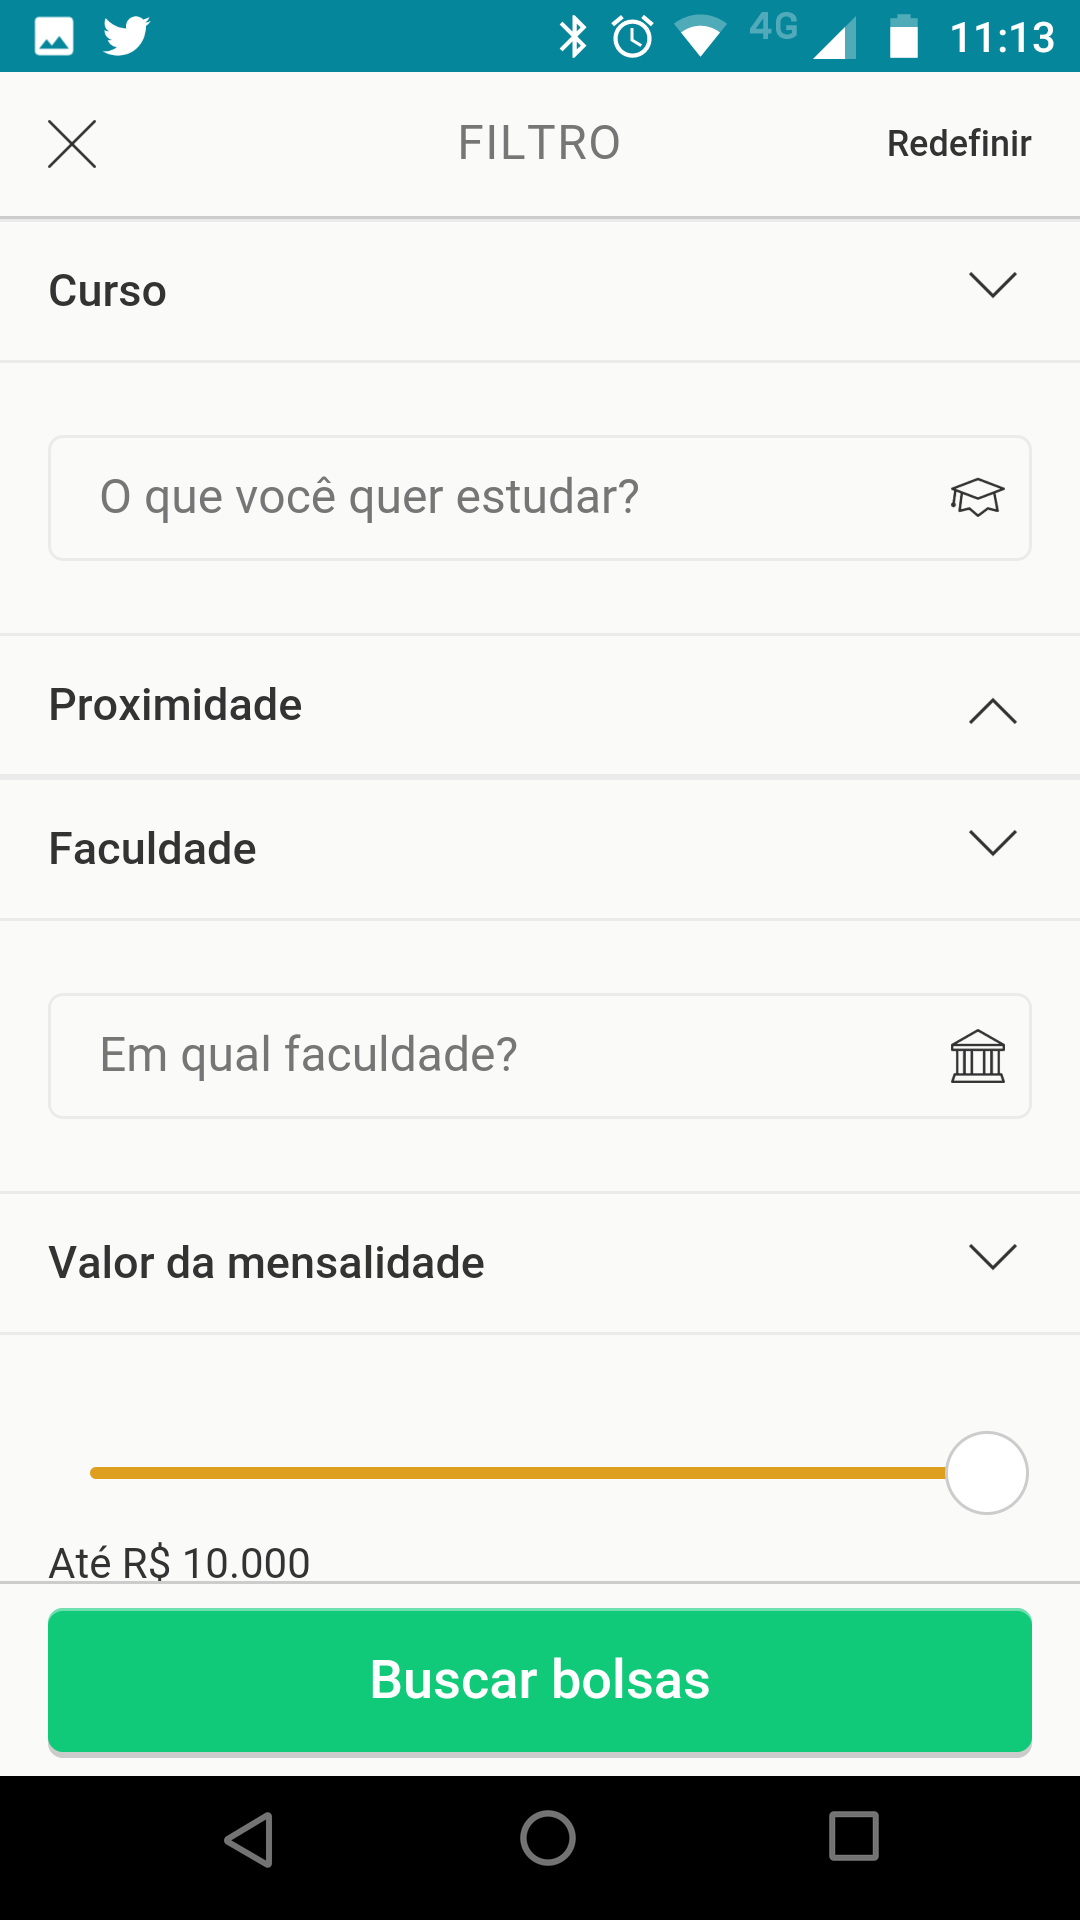 4G 11:13
FILTRO Redefinir
Curso
O que você quer estudar?
Proximidade
Faculdade
Em qual faculdade?
Valor da mensalidade
Até R$ 10.000
Buscar bolsas